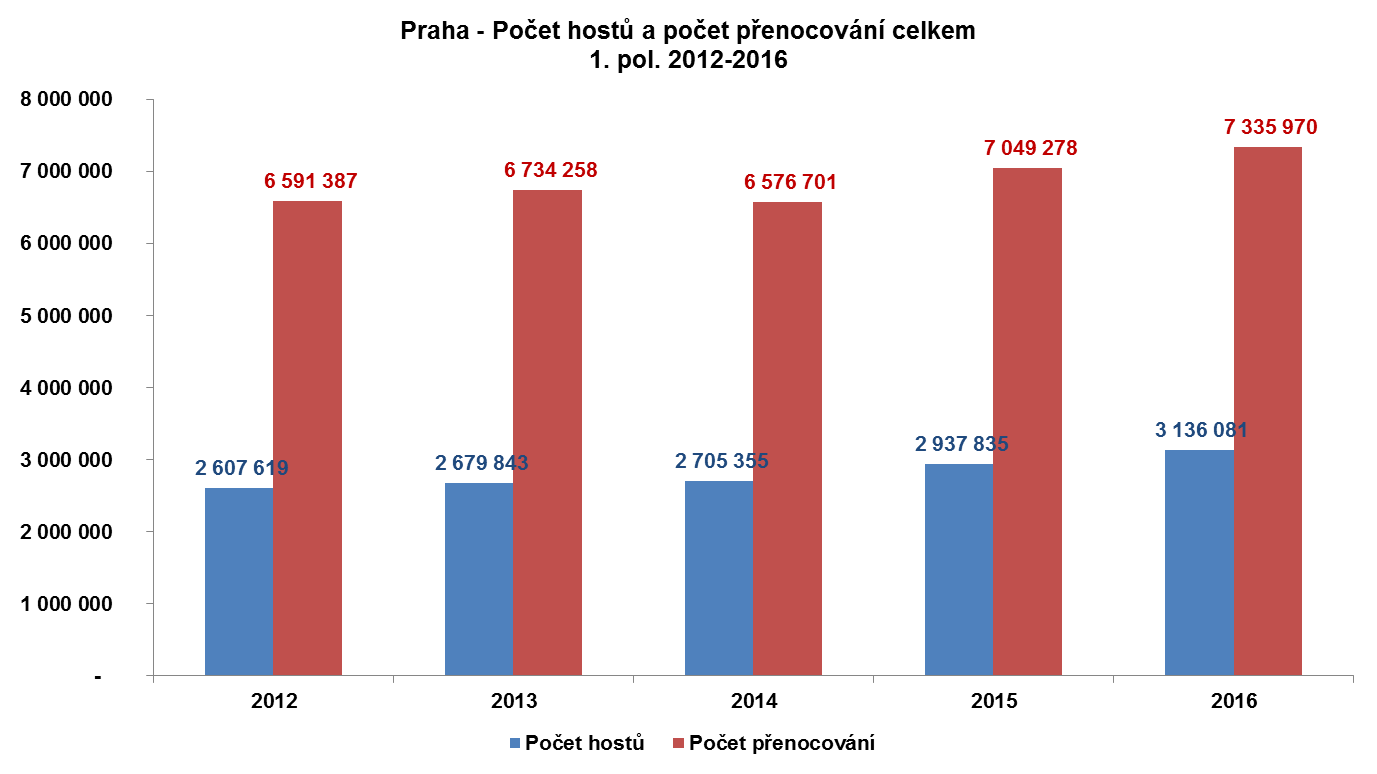 Praha - Počet hostů a počet přenocování celkem
1. pol. 2012-2016
8 000 000
7 000 000
6 000 000
5 000 000
4 000 000
3 000 000
2 000 000
1 000 000
-
6 591 387
6 734 258
6 576 701
7 049 278
7 335 970
2 607 619
2 679 843
2 705 355
2 937 835
3 136 081
2012
2013
2014
2015
2016
Počet hostů
Počet přenocování